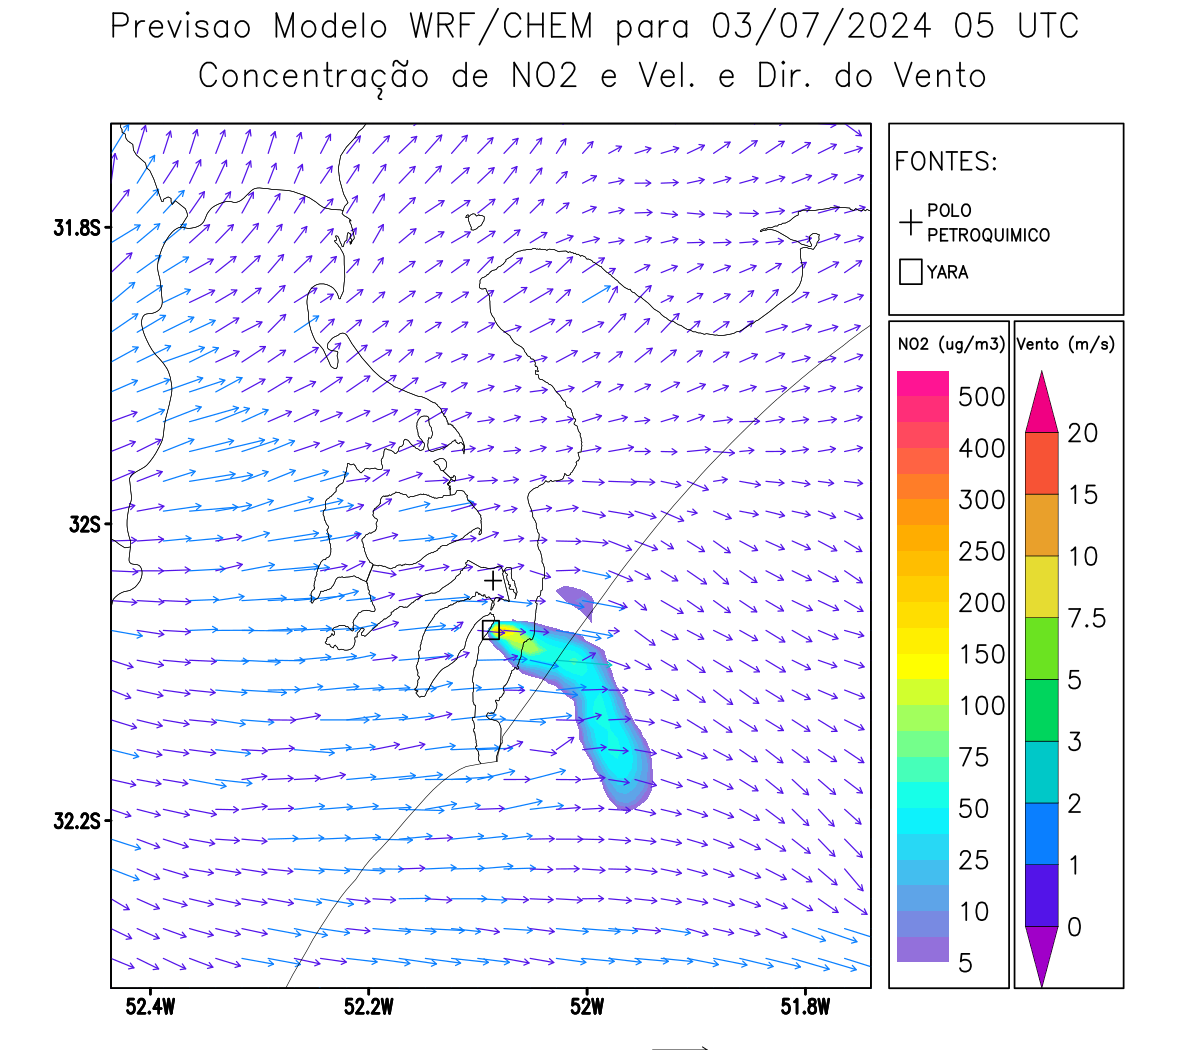 Previsao Modelo WRF/CHEM para 03/07/2024 05 UTC
Concentração de NO2 e Vel. e Dir. do Vento
FONTES:
POLO
PETROQUIMICO
YARA
NO2 (ug/m3)
500
400
300
250
200
150
100
75
50
25
10
5
Vento (m/s)
20
15
10
7.5
5
3
2
1
0
31.8S
32S
32.2S
52.4W
52.2W
52W
51.8W